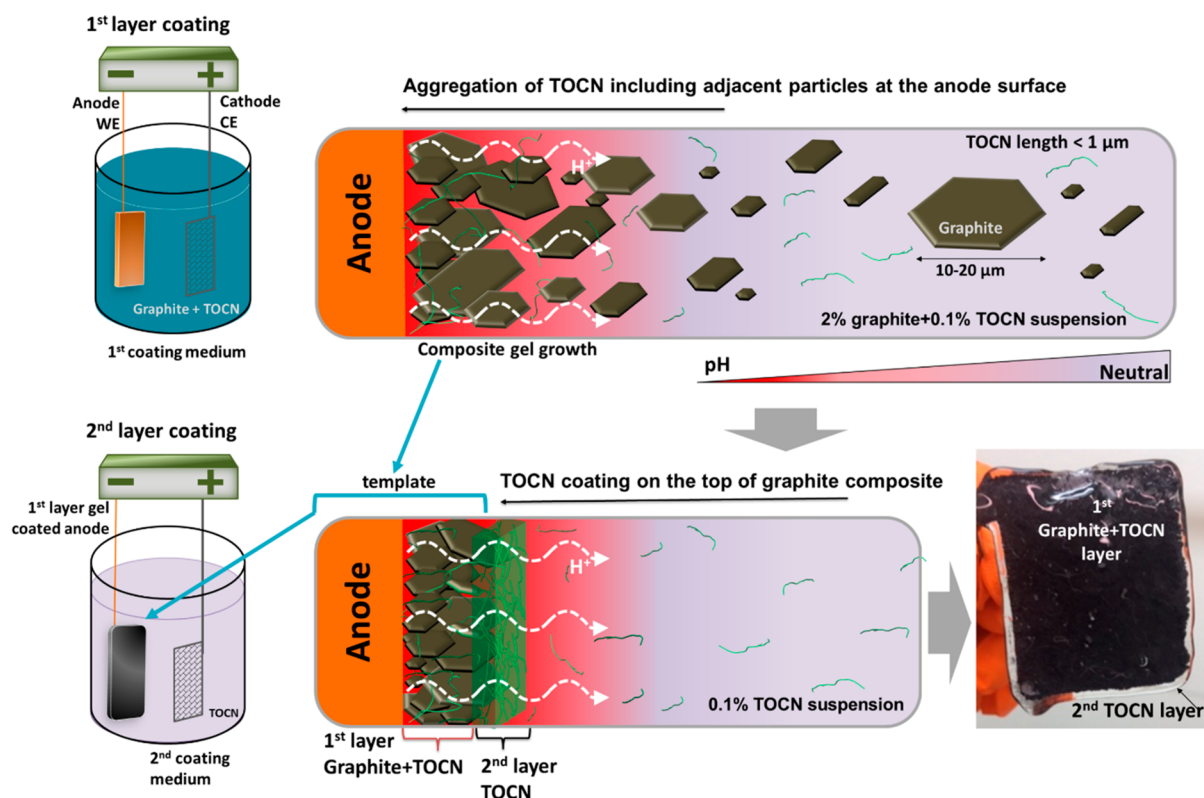 1st layer coating
− +
Anode
WE
Cathode
CE
Graphite + TOCN
1st coating medium
Aggregation of TOCN including adjacent particles at the anode surface
Anode
H+
TOCN length < 1 µm
Graphite
10-20 µm
2% graphite+0.1% TOCN suspension
Composite gel growth
pH
Neutral
2nd layer coating
− +
1st layer gel
coated anode
TOCN
2nd coating
medium
template
TOCN coating on the top of graphite composite
Anode
H+
0.1% TOCN suspension
1st layer
Graphite+TOCN
2nd layer
TOCN
1st
Graphite+TOCN
layer
2nd TOCN layer